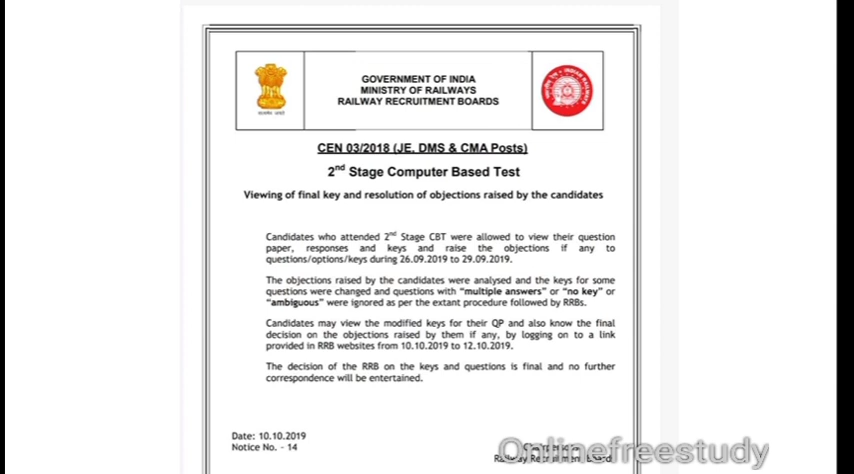 GOVERNMENT OF INDIA
MINISTRY OF RAILWAYS
RAILWAY RECRUITMENT BOARDS
CEN 03/2018 (JE, DMS & CMA Posts)
2nd Stage Computer Based Test
Viewing of final key and resolution of objections raised by the candidates
Candidates who attended 2nd Stage CBT were allowed to view their question
paper, responses and keys and raise the objections if any to
questions/options/keys during 26.09.2019 to 29.09.2019.
The objections raised by the candidates were analysed and the keys for some
questions were changed and questions with “multiple answers” or “no key” or
“ambiguous” were ignored as per the extant procedure followed by RRBs.
Candidates may view the modified keys for their QP and also know the final
decision on the objections raised by them if any, by logging on to a link
provided in RRB websites from 10.10.2019 to 12.10.2019.
The decision of the RRB on the keys and questions is final and no further
correspondence will be entertained.
Date: 10.10.2019
Notice No. - 14
Chairpersons
Railway Recruitment Boards
Onlinefreestudy